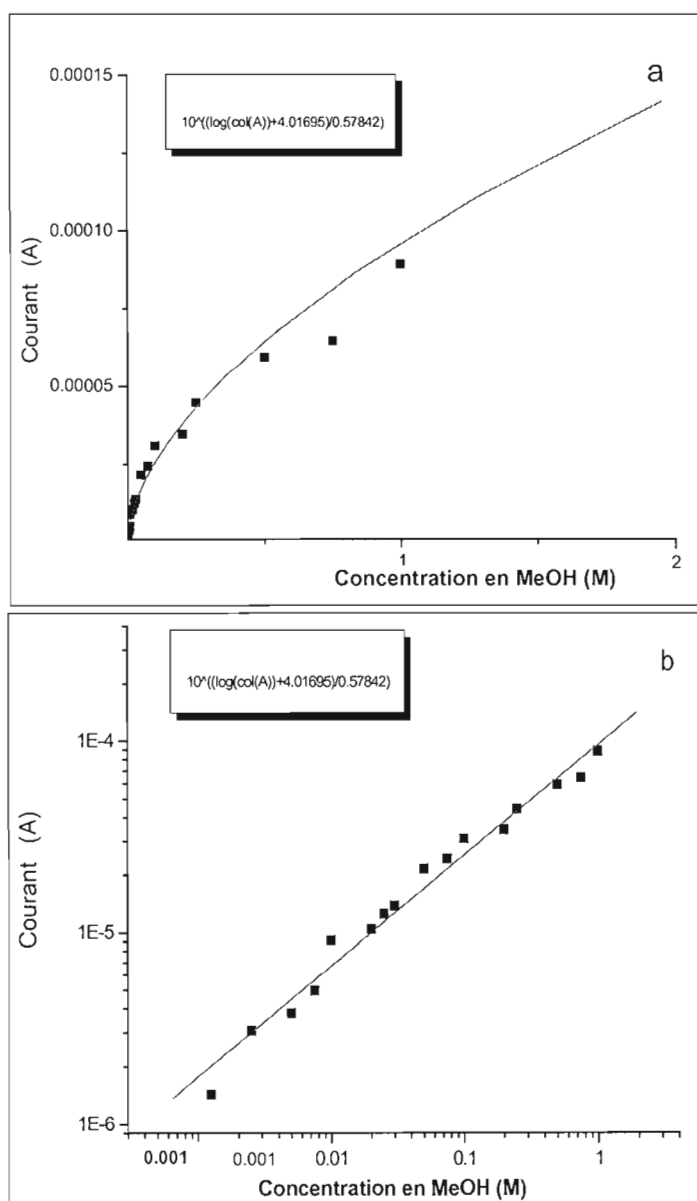 a
0.00015
10^((log(col(A))+4.01695)/0.57842)
0.00010
Courant (A)
0.00005
1
2
Concentration en MeOH (M)
b
10^((log(col(A))+4.01695)/0.57842)
1E-4
Courant (A)
1E-5
1E-6
0.001
0.001
0.01
0.1
1
Concentration en MeOH (M)